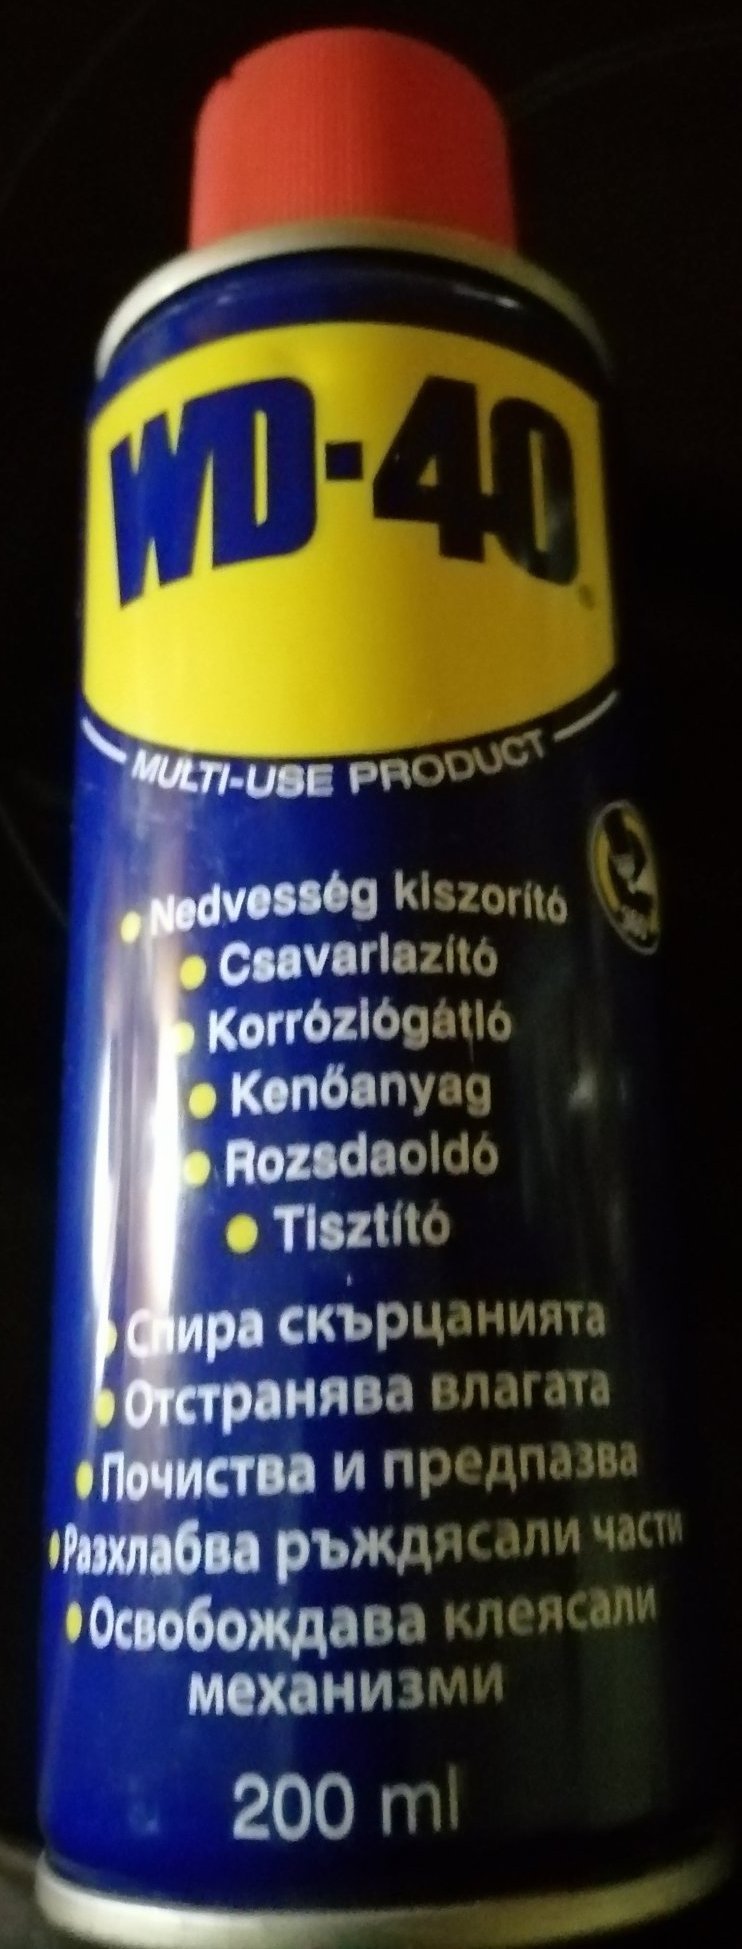 WD-40
MULTI-USE PRODUCT
360°
• Nedvesség kiszorító
• Csavarlazító
• Korróziógátló
• Kenőanyag
• Rozsdaoldó
• Tisztító
• Спира скърцанията
• Отстранява влагата
• Почиства и предпазва
• Разхлабва ръждясали части
• Освобождава клеясали
механизми
200 ml